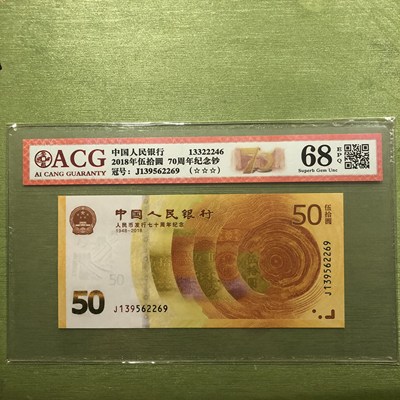 ACG
AI CANG GUARANTY
中国人民银行 13322246
2018年伍拾圆 70周年纪念钞
冠号: J139562269 (☆☆☆)
70
68 EPQ
Superb Gem Unc
中国人民银行
人民币发行七十周年纪念
1948-2018
50 伍拾圆
50
J139562269
J139562269